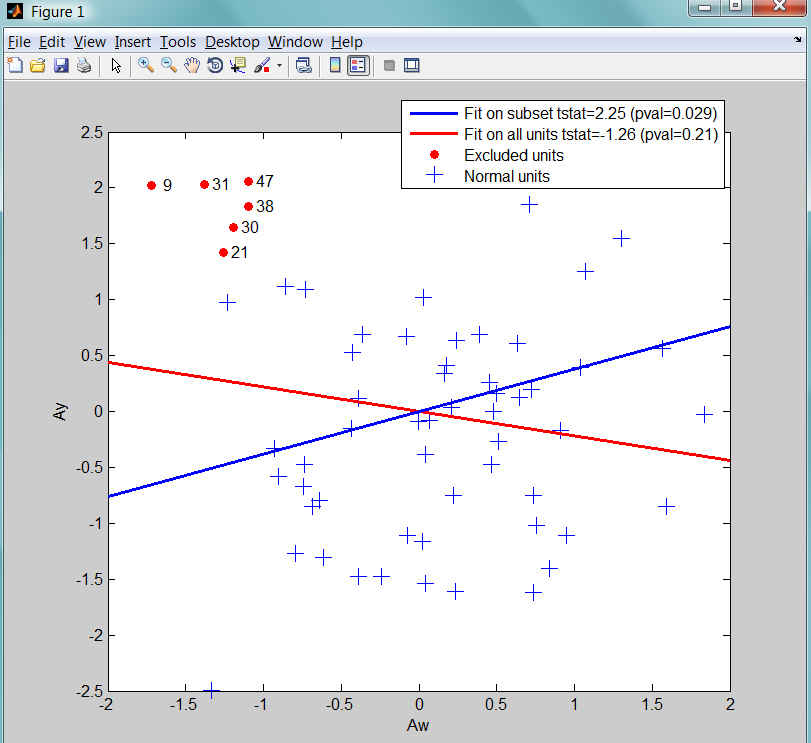 Figure 1
File Edit View Insert Tools Desktop Window Help
Fit on subset tstat=2.25 (pval=0.029)
Fit on all units tstat=-1.26 (pval=0.21)
Excluded units
Normal units
2.5
2
1.5
1
0.5
0
-0.5
-1
-1.5
-2
-2.5
Ay
9
31
47
38
30
21
-2 -1.5 -1 -0.5 0 0.5 1 1.5 2
Aw